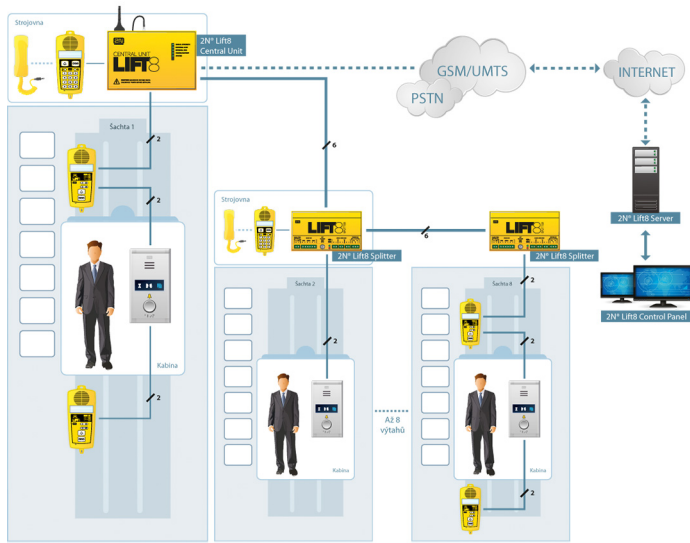 Strojovna
2N
CENTRAL UNIT
LIFT8
2N® Lift8
Central Unit
GSM/UMTS
PSTN
INTERNET
Šachta 1
2
2
6
Strojovna
LIFT8
6
LIFT8
2N® Lift8 Server
2N® Lift8 Splitter
2N® Lift8 Splitter
Šachta 2
2
Šachta 8
2
2N® Lift8 Control Panel
2
2
Kabina
2
Až 8
výtahů
Kabina
Kabina
2